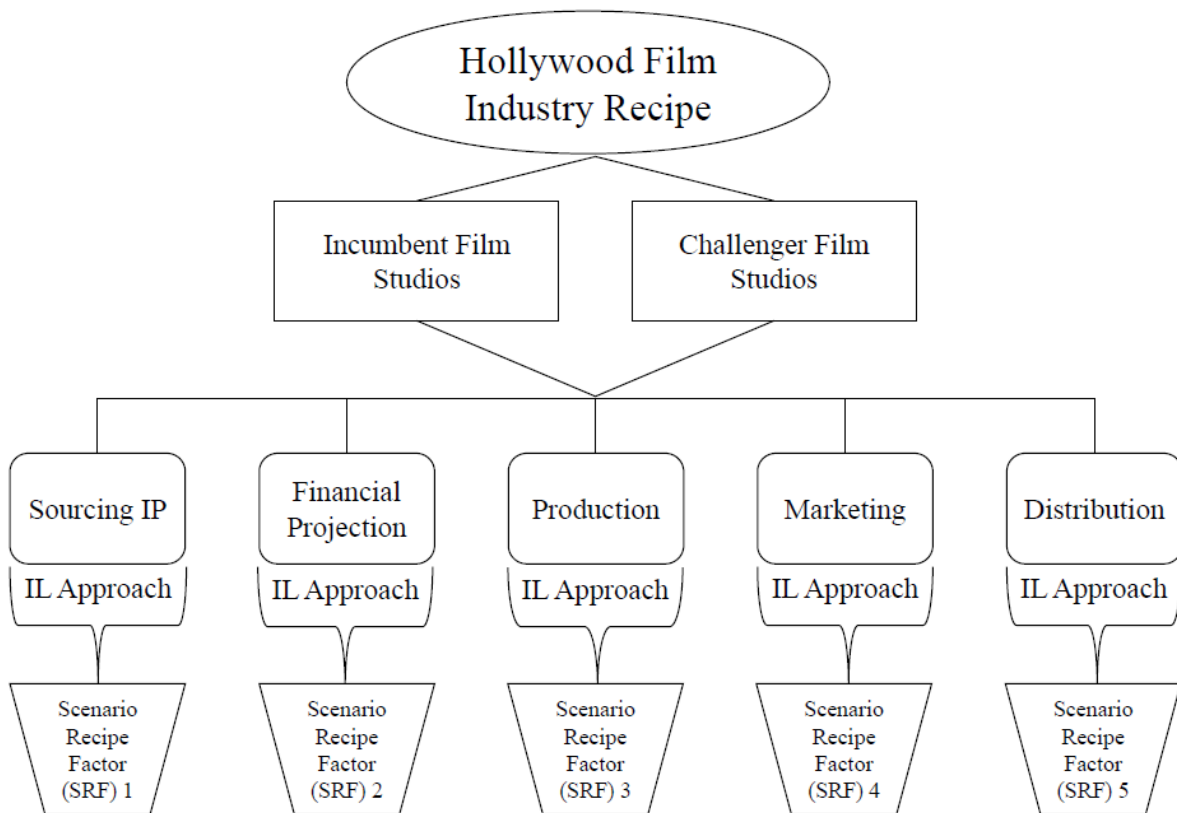 Hollywood Film
Industry Recipe
Incumbent Film
Studios
Challenger Film
Studios
Sourcing IP
Financial
Projection
Production
Marketing
Distribution
IL Approach
IL Approach
IL Approach
IL Approach
IL Approach
Scenario
Recipe
Factor
(SRF) 1
Scenario
Recipe
Factor
(SRF) 2
Scenario
Recipe
Factor
(SRF) 3
Scenario
Recipe
Factor
(SRF) 4
Scenario
Recipe
Factor
(SRF) 5